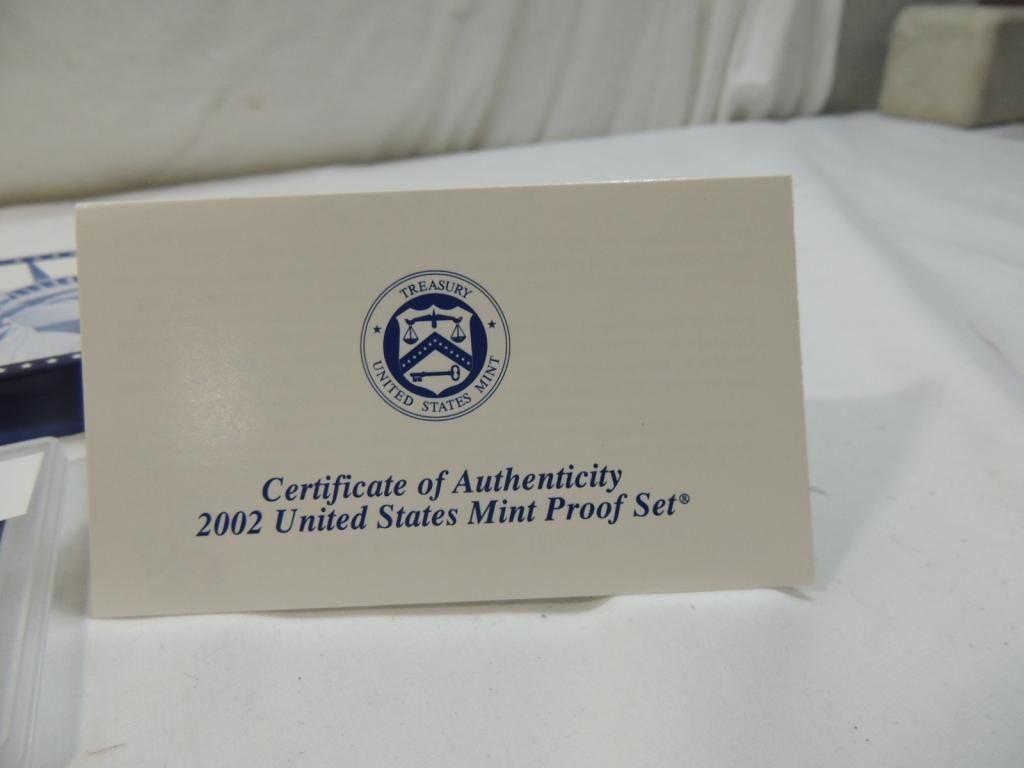 TREASURY
UNITED STATES MINT
Certificate of Authenticity
2002 United States Mint Proof Set®